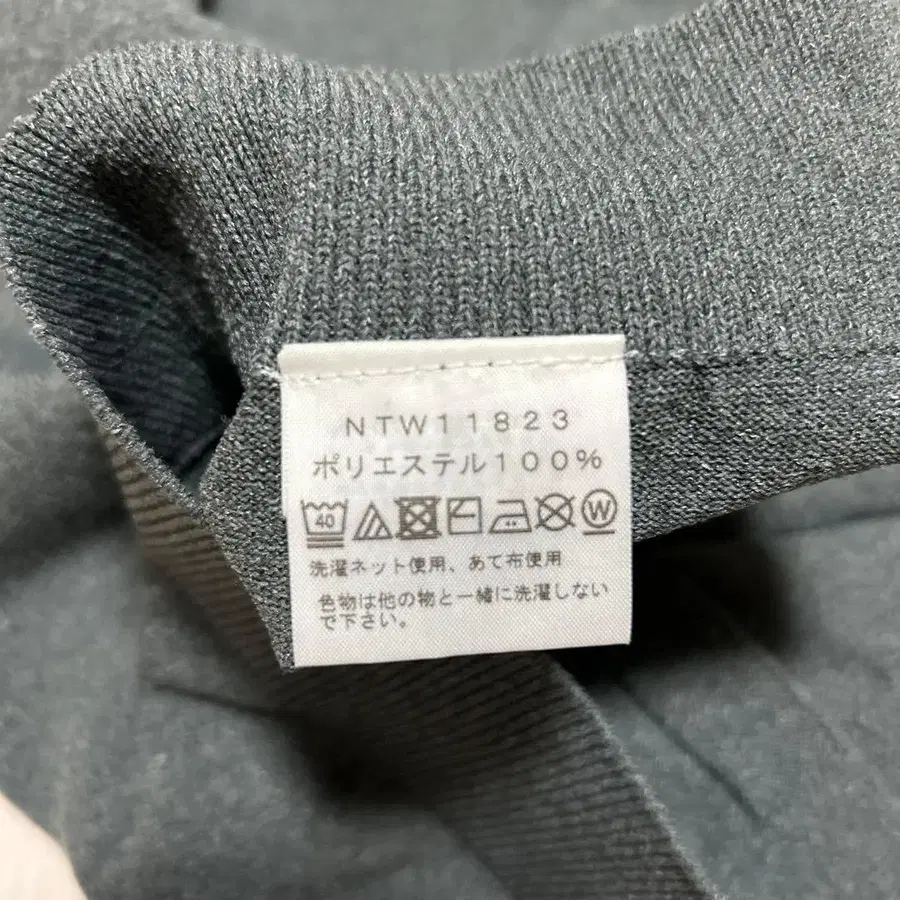 NTW11823
ポリエステル100%
40 W
洗濯ネット使用、あて布使用
色物は他の物と一緒に洗濯しない
で下さい。